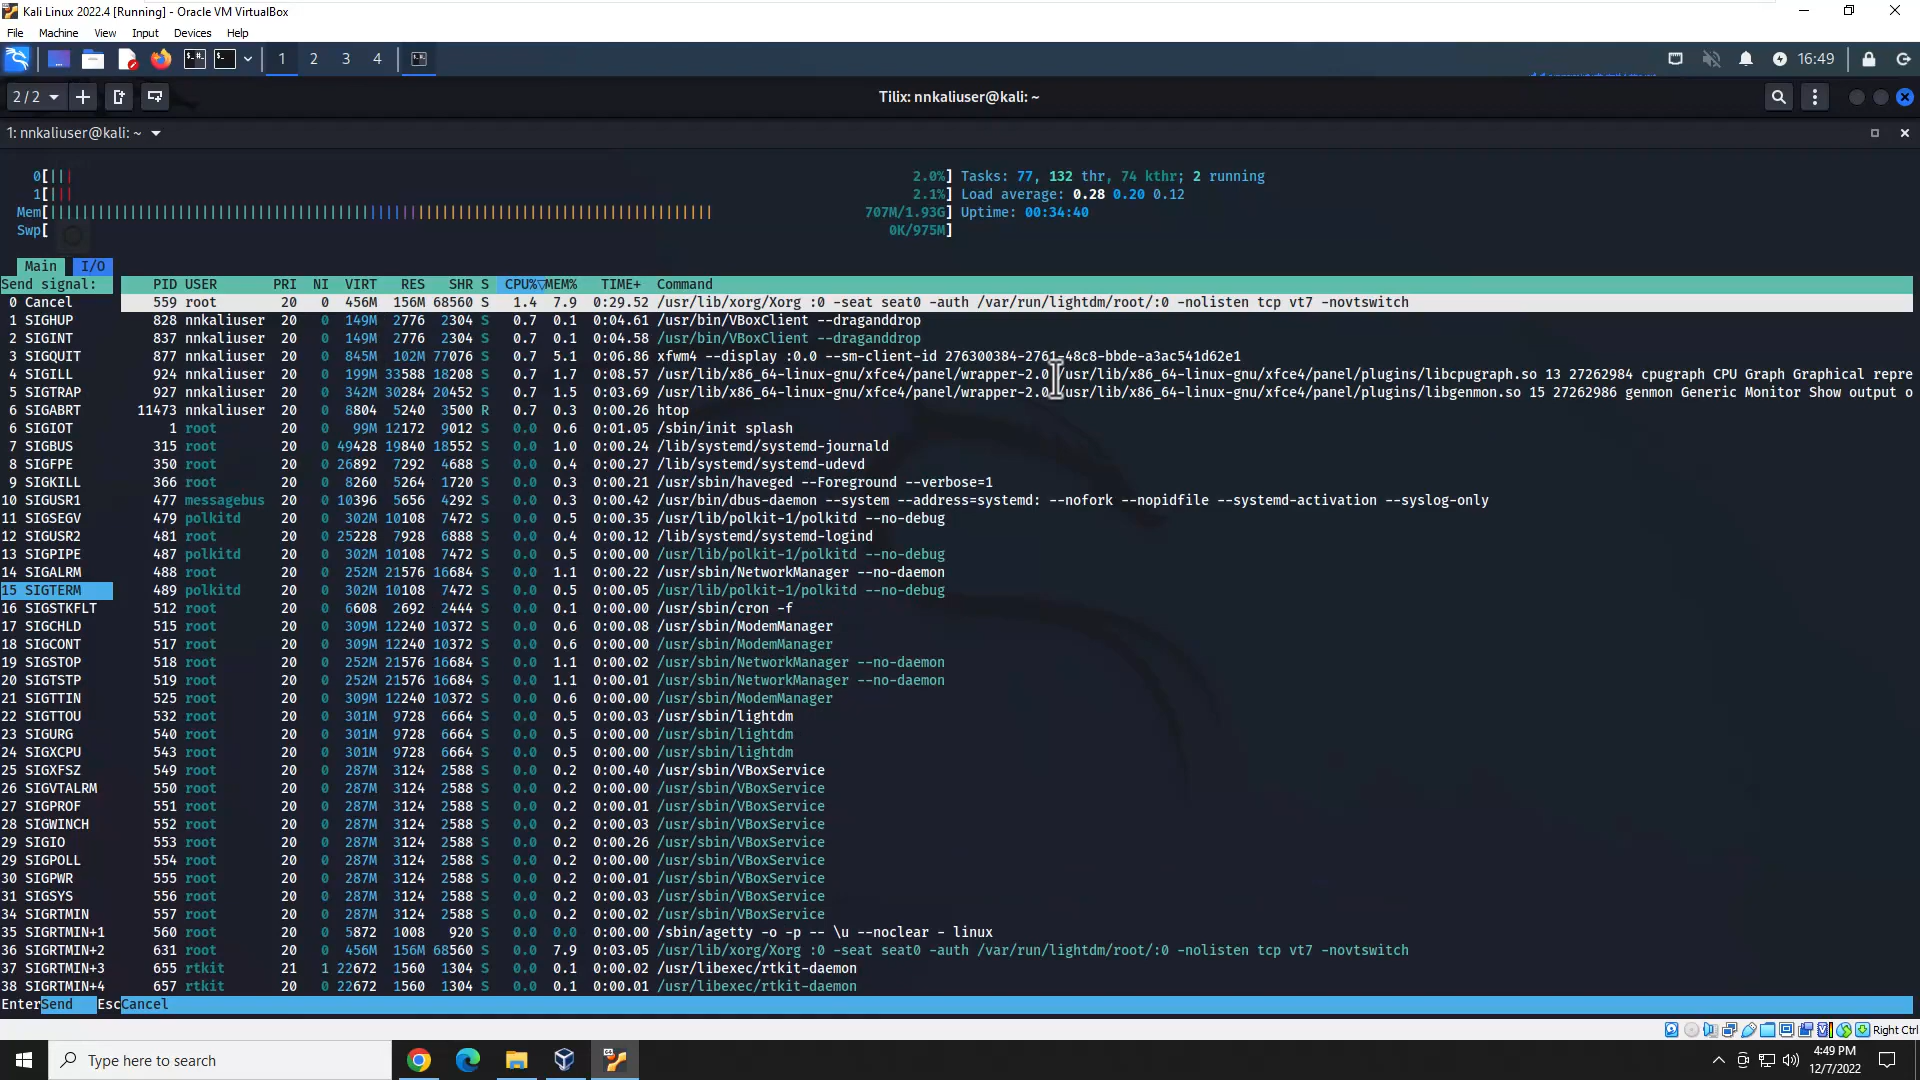 Kali Linux 2022.4 [Running] - Oracle VM VirtualBox
File Machine View Input Devices Help
1 2 3 4 16:49
2 / 2 Tilix: nnkaliuser@kali: ~
1: nnkaliuser@kali: ~
0[||| 2.0%] Tasks: 77, 132 thr, 74 kthr; 2 running
1[||| 2.1%] Load average: 0.28 0.20 0.12
Mem[ 707M/1.93G] Uptime: 00:34:40
Swp[ 0K/975M]
Main I/O
Send signal: PID USER PRI NI VIRT RES SHR S CPU%▽MEM% TIME+ Command
0 Cancel 559 root 20 0 456M 156M 68560 S 1.4 7.9 0:29.52 /usr/lib/xorg/Xorg :0 -seat seat0 -auth /var/run/lightdm/root/:0 -nolisten tcp vt7 -novtswitch
1 SIGHUP 828 nnkaliuser 20 0 149M 2776 2304 S 0.7 0.1 0:04.61 /usr/bin/VBoxClient --draganddrop
2 SIGINT 837 nnkaliuser 20 0 149M 2776 2304 S 0.7 0.1 0:04.58 /usr/bin/VBoxClient --draganddrop
3 SIGQUIT 877 nnkaliuser 20 0 845M 102M 77076 S 0.7 5.1 0:06.86 xfwm4 --display :0.0 --sm-client-id 276300384-2761-48c8-bbde-a3ac541d62e1
4 SIGILL 924 nnkaliuser 20 0 199M 33588 18208 S 0.7 1.7 0:08.57 /usr/lib/x86_64-linux-gnu/xfce4/panel/wrapper-2.0 /usr/lib/x86_64-linux-gnu/xfce4/panel/plugins/libcpugraph.so 13 27262984 cpugraph CPU Graph Graphical repre
5 SIGTRAP 927 nnkaliuser 20 0 342M 30284 20452 S 0.7 1.5 0:03.69 /usr/lib/x86_64-linux-gnu/xfce4/panel/wrapper-2.0 /usr/lib/x86_64-linux-gnu/xfce4/panel/plugins/libgenmon.so 15 27262986 genmon Generic Monitor Show output o
6 SIGABRT 11473 nnkaliuser 20 0 8804 5240 3500 R 0.7 0.3 0:00.26 htop
6 SIGIOT 1 root 20 0 99M 12172 9012 S 0.0 0.6 0:01.05 /sbin/init splash
7 SIGBUS 315 root 20 0 49428 19840 18552 S 0.0 1.0 0:00.24 /lib/systemd/systemd-journald
8 SIGFPE 350 root 20 0 26892 7292 4688 S 0.0 0.4 0:00.27 /lib/systemd/systemd-udevd
9 SIGKILL 366 root 20 0 8260 5264 1720 S 0.0 0.3 0:00.21 /usr/sbin/haveged --Foreground --verbose=1
10 SIGUSR1 477 messagebus 20 0 10396 5656 4292 S 0.0 0.3 0:00.42 /usr/bin/dbus-daemon --system --address=systemd: --nofork --nopidfile --systemd-activation --syslog-only
11 SIGSEGV 479 polkitd 20 0 302M 10108 7472 S 0.0 0.5 0:00.35 /usr/lib/polkit-1/polkitd --no-debug
12 SIGUSR2 481 root 20 0 25228 7928 6888 S 0.0 0.4 0:00.12 /lib/systemd/systemd-logind
13 SIGPIPE 487 polkitd 20 0 302M 10108 7472 S 0.0 0.5 0:00.00 /usr/lib/polkit-1/polkitd --no-debug
14 SIGALRM 488 root 20 0 252M 21576 16684 S 0.0 1.1 0:00.22 /usr/sbin/NetworkManager --no-daemon
15 SIGTERM 489 polkitd 20 0 302M 10108 7472 S 0.0 0.5 0:00.05 /usr/lib/polkit-1/polkitd --no-debug
16 SIGSTKFLT 512 root 20 0 6608 2692 2444 S 0.0 0.1 0:00.00 /usr/sbin/cron -f
17 SIGCHLD 515 root 20 0 309M 12240 10372 S 0.0 0.6 0:00.08 /usr/sbin/ModemManager
18 SIGCONT 517 root 20 0 309M 12240 10372 S 0.0 0.6 0:00.00 /usr/sbin/ModemManager
19 SIGSTOP 518 root 20 0 252M 21576 16684 S 0.0 1.1 0:00.02 /usr/sbin/NetworkManager --no-daemon
20 SIGTSTP 519 root 20 0 252M 21576 16684 S 0.0 1.1 0:00.01 /usr/sbin/NetworkManager --no-daemon
21 SIGTTIN 525 root 20 0 309M 12240 10372 S 0.0 0.6 0:00.00 /usr/sbin/ModemManager
22 SIGTTOU 532 root 20 0 301M 9728 6664 S 0.0 0.5 0:00.03 /usr/sbin/lightdm
23 SIGURG 540 root 20 0 301M 9728 6664 S 0.0 0.5 0:00.00 /usr/sbin/lightdm
24 SIGXCPU 543 root 20 0 301M 9728 6664 S 0.0 0.5 0:00.00 /usr/sbin/lightdm
25 SIGXFSZ 549 root 20 0 287M 3124 2588 S 0.0 0.2 0:00.40 /usr/sbin/VBoxService
26 SIGVTALRM 550 root 20 0 287M 3124 2588 S 0.0 0.2 0:00.00 /usr/sbin/VBoxService
27 SIGPROF 551 root 20 0 287M 3124 2588 S 0.0 0.2 0:00.01 /usr/sbin/VBoxService
28 SIGWINCH 552 root 20 0 287M 3124 2588 S 0.0 0.2 0:00.03 /usr/sbin/VBoxService
29 SIGIO 553 root 20 0 287M 3124 2588 S 0.0 0.2 0:00.26 /usr/sbin/VBoxService
29 SIGPOLL 554 root 20 0 287M 3124 2588 S 0.0 0.2 0:00.00 /usr/sbin/VBoxService
30 SIGPWR 555 root 20 0 287M 3124 2588 S 0.0 0.2 0:00.01 /usr/sbin/VBoxService
31 SIGSYS 556 root 20 0 287M 3124 2588 S 0.0 0.2 0:00.03 /usr/sbin/VBoxService
34 SIGRTMIN 557 root 20 0 287M 3124 2588 S 0.0 0.2 0:00.02 /usr/sbin/VBoxService
35 SIGRTMIN+1 560 root 20 0 5872 1008 920 S 0.0 0.0 0:00.00 /sbin/agetty -o -p -- \u --noclear - linux
36 SIGRTMIN+2 631 root 20 0 456M 156M 68560 S 0.0 7.9 0:03.05 /usr/lib/xorg/Xorg :0 -seat seat0 -auth /var/run/lightdm/root/:0 -nolisten tcp vt7 -novtswitch
37 SIGRTMIN+3 655 rtkit 21 1 22672 1560 1304 S 0.0 0.1 0:00.02 /usr/libexec/rtkit-daemon
38 SIGRTMIN+4 657 rtkit 20 0 22672 1560 1304 S 0.0 0.1 0:00.01 /usr/libexec/rtkit-daemon
EnterSend EscCancel
Right Ctrl
Type here to search
4:49 PM
12/7/2022